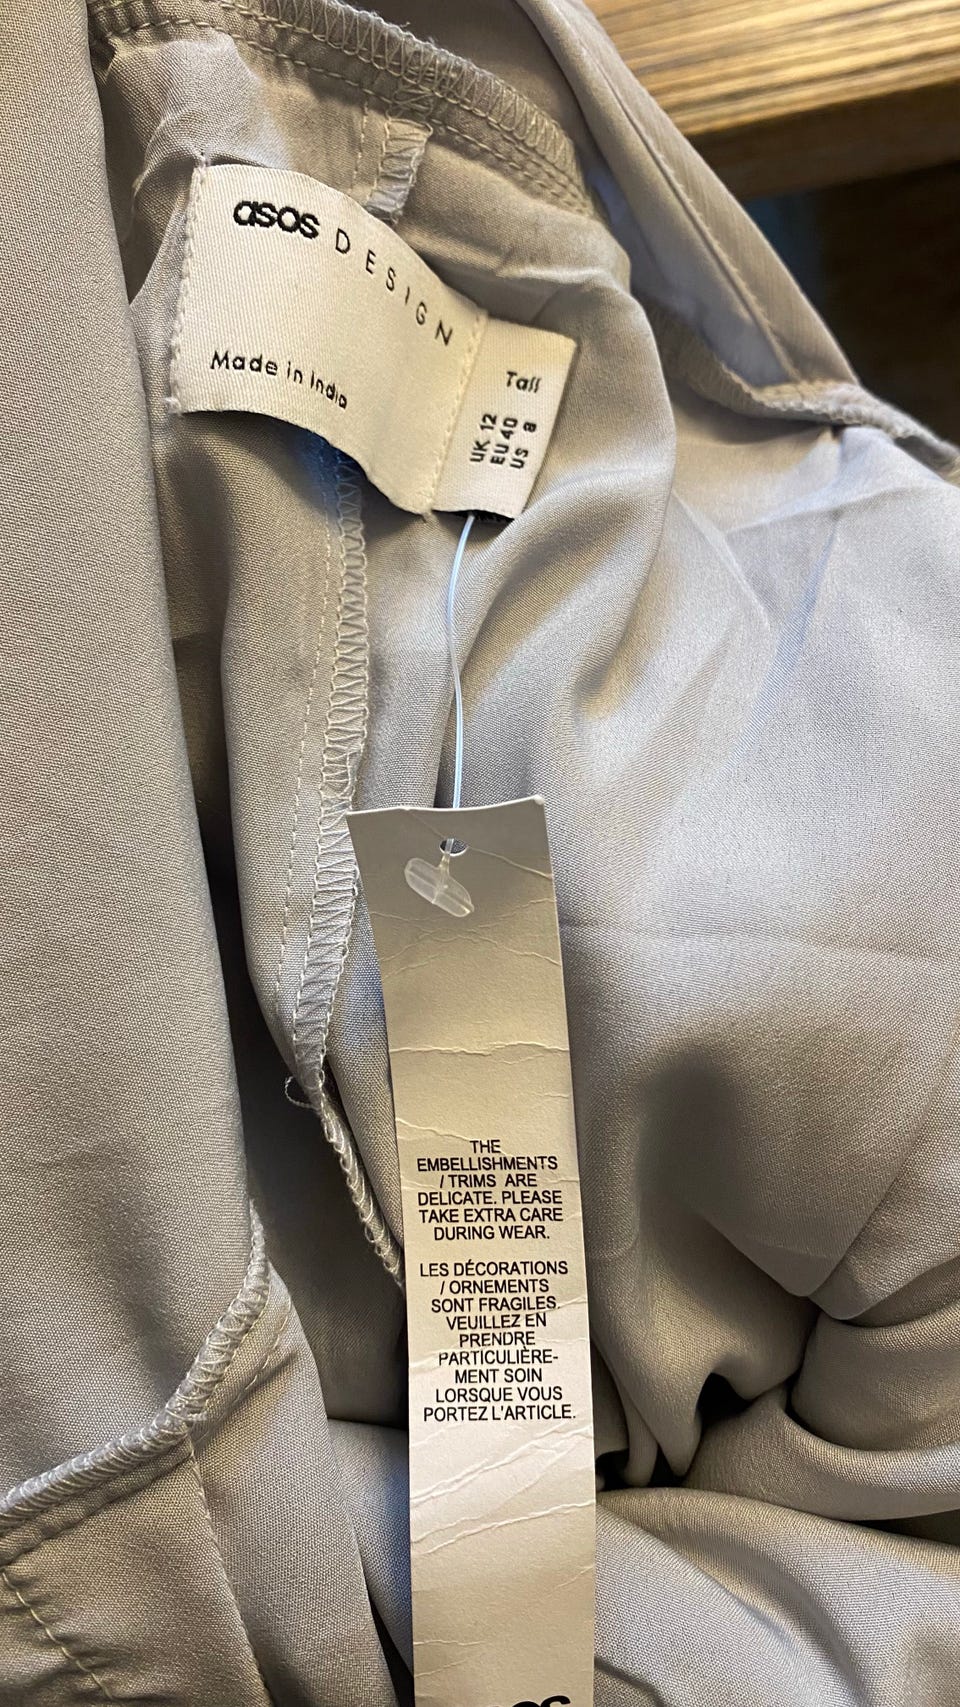 asos DESIGN
Made in India
Tall
UK 12
EU 40
US 8
THE
EMBELLISHMENTS
/ TRIMS ARE
DELICATE. PLEASE
TAKE EXTRA CARE
DURING WEAR.
LES DÉCORATIONS
/ ORNEMENTS
SONT FRAGILES.
VEUILLEZ EN
PRENDRE
PARTICULIÈRE-
MENT SOIN
LORSQUE VOUS
PORTEZ L'ARTICLE.